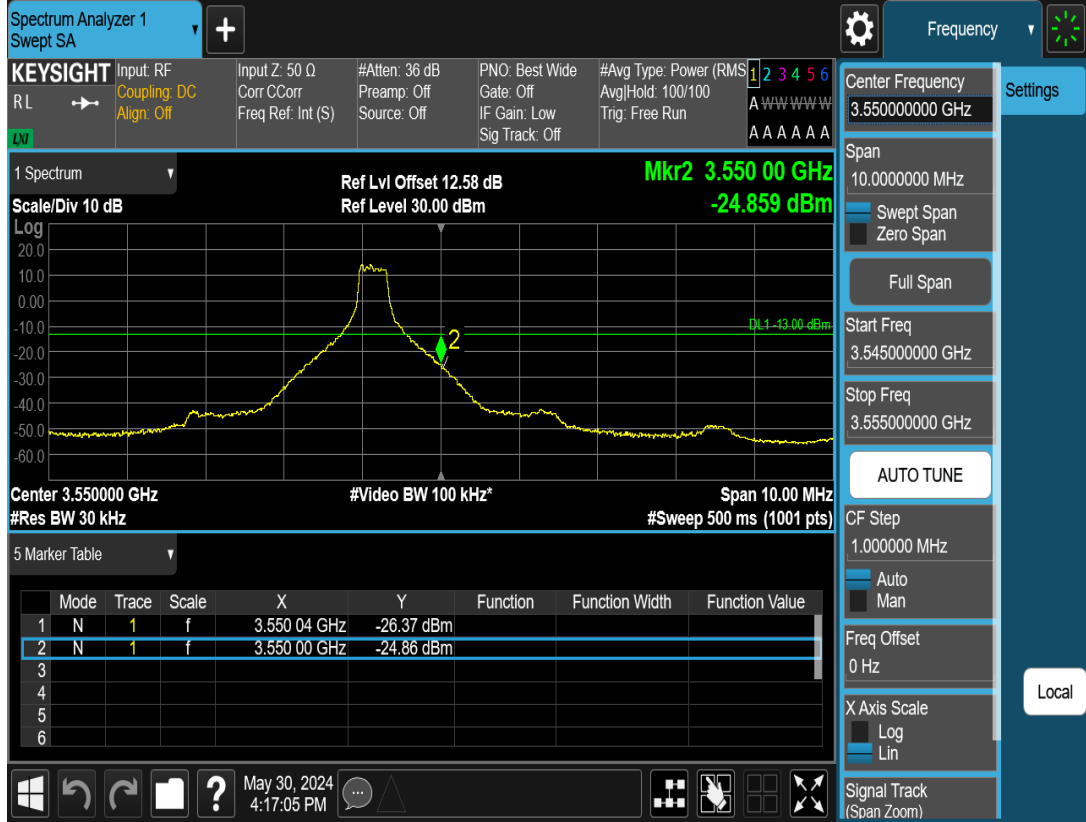 Spectrum Analyzer 1
Swept SA
+
Frequency
KEYSIGHT
RL
LXI
Input: RF
Coupling: DC
Align: Off
Input Z: 50 Ω
Corr CCorr
Freq Ref: Int (S)
#Atten: 36 dB
Preamp: Off
Source: Off
PNO: Best Wide
Gate: Off
IF Gain: Low
Sig Track: Off
#Avg Type: Power (RMS
Avg|Hold: 100/100
Trig: Free Run
1 2 3 4 5 6
A W W W W W
A A A A A A
1 Spectrum
Scale/Div 10 dB
Ref Lvl Offset 12.58 dB
Ref Level 30.00 dBm
Mkr2 3.550 00 GHz
-24.859 dBm
Log
20.0
10.0
0.00
-10.0
-20.0
-30.0
-40.0
-50.0
-60.0
DL1 -13.00 dBm
2
Center 3.550000 GHz
#Res BW 30 kHz
#Video BW 100 kHz*
Span 10.00 MHz
#Sweep 500 ms (1001 pts)
5 Marker Table
Mode Trace Scale X Y Function Function Width Function Value
1 N 1 f 3.550 04 GHz -26.37 dBm
2 N 1 f 3.550 00 GHz -24.86 dBm
3
4
5
6
?
May 30, 2024
4:17:05 PM
Center Frequency
3.550000000 GHz
Span
10.0000000 MHz
Swept Span
Zero Span
Full Span
Start Freq
3.545000000 GHz
Stop Freq
3.555000000 GHz
AUTO TUNE
CF Step
1.000000 MHz
Auto
Man
Freq Offset
0 Hz
X Axis Scale
Log
Lin
Signal Track
(Span Zoom)
Settings
Local